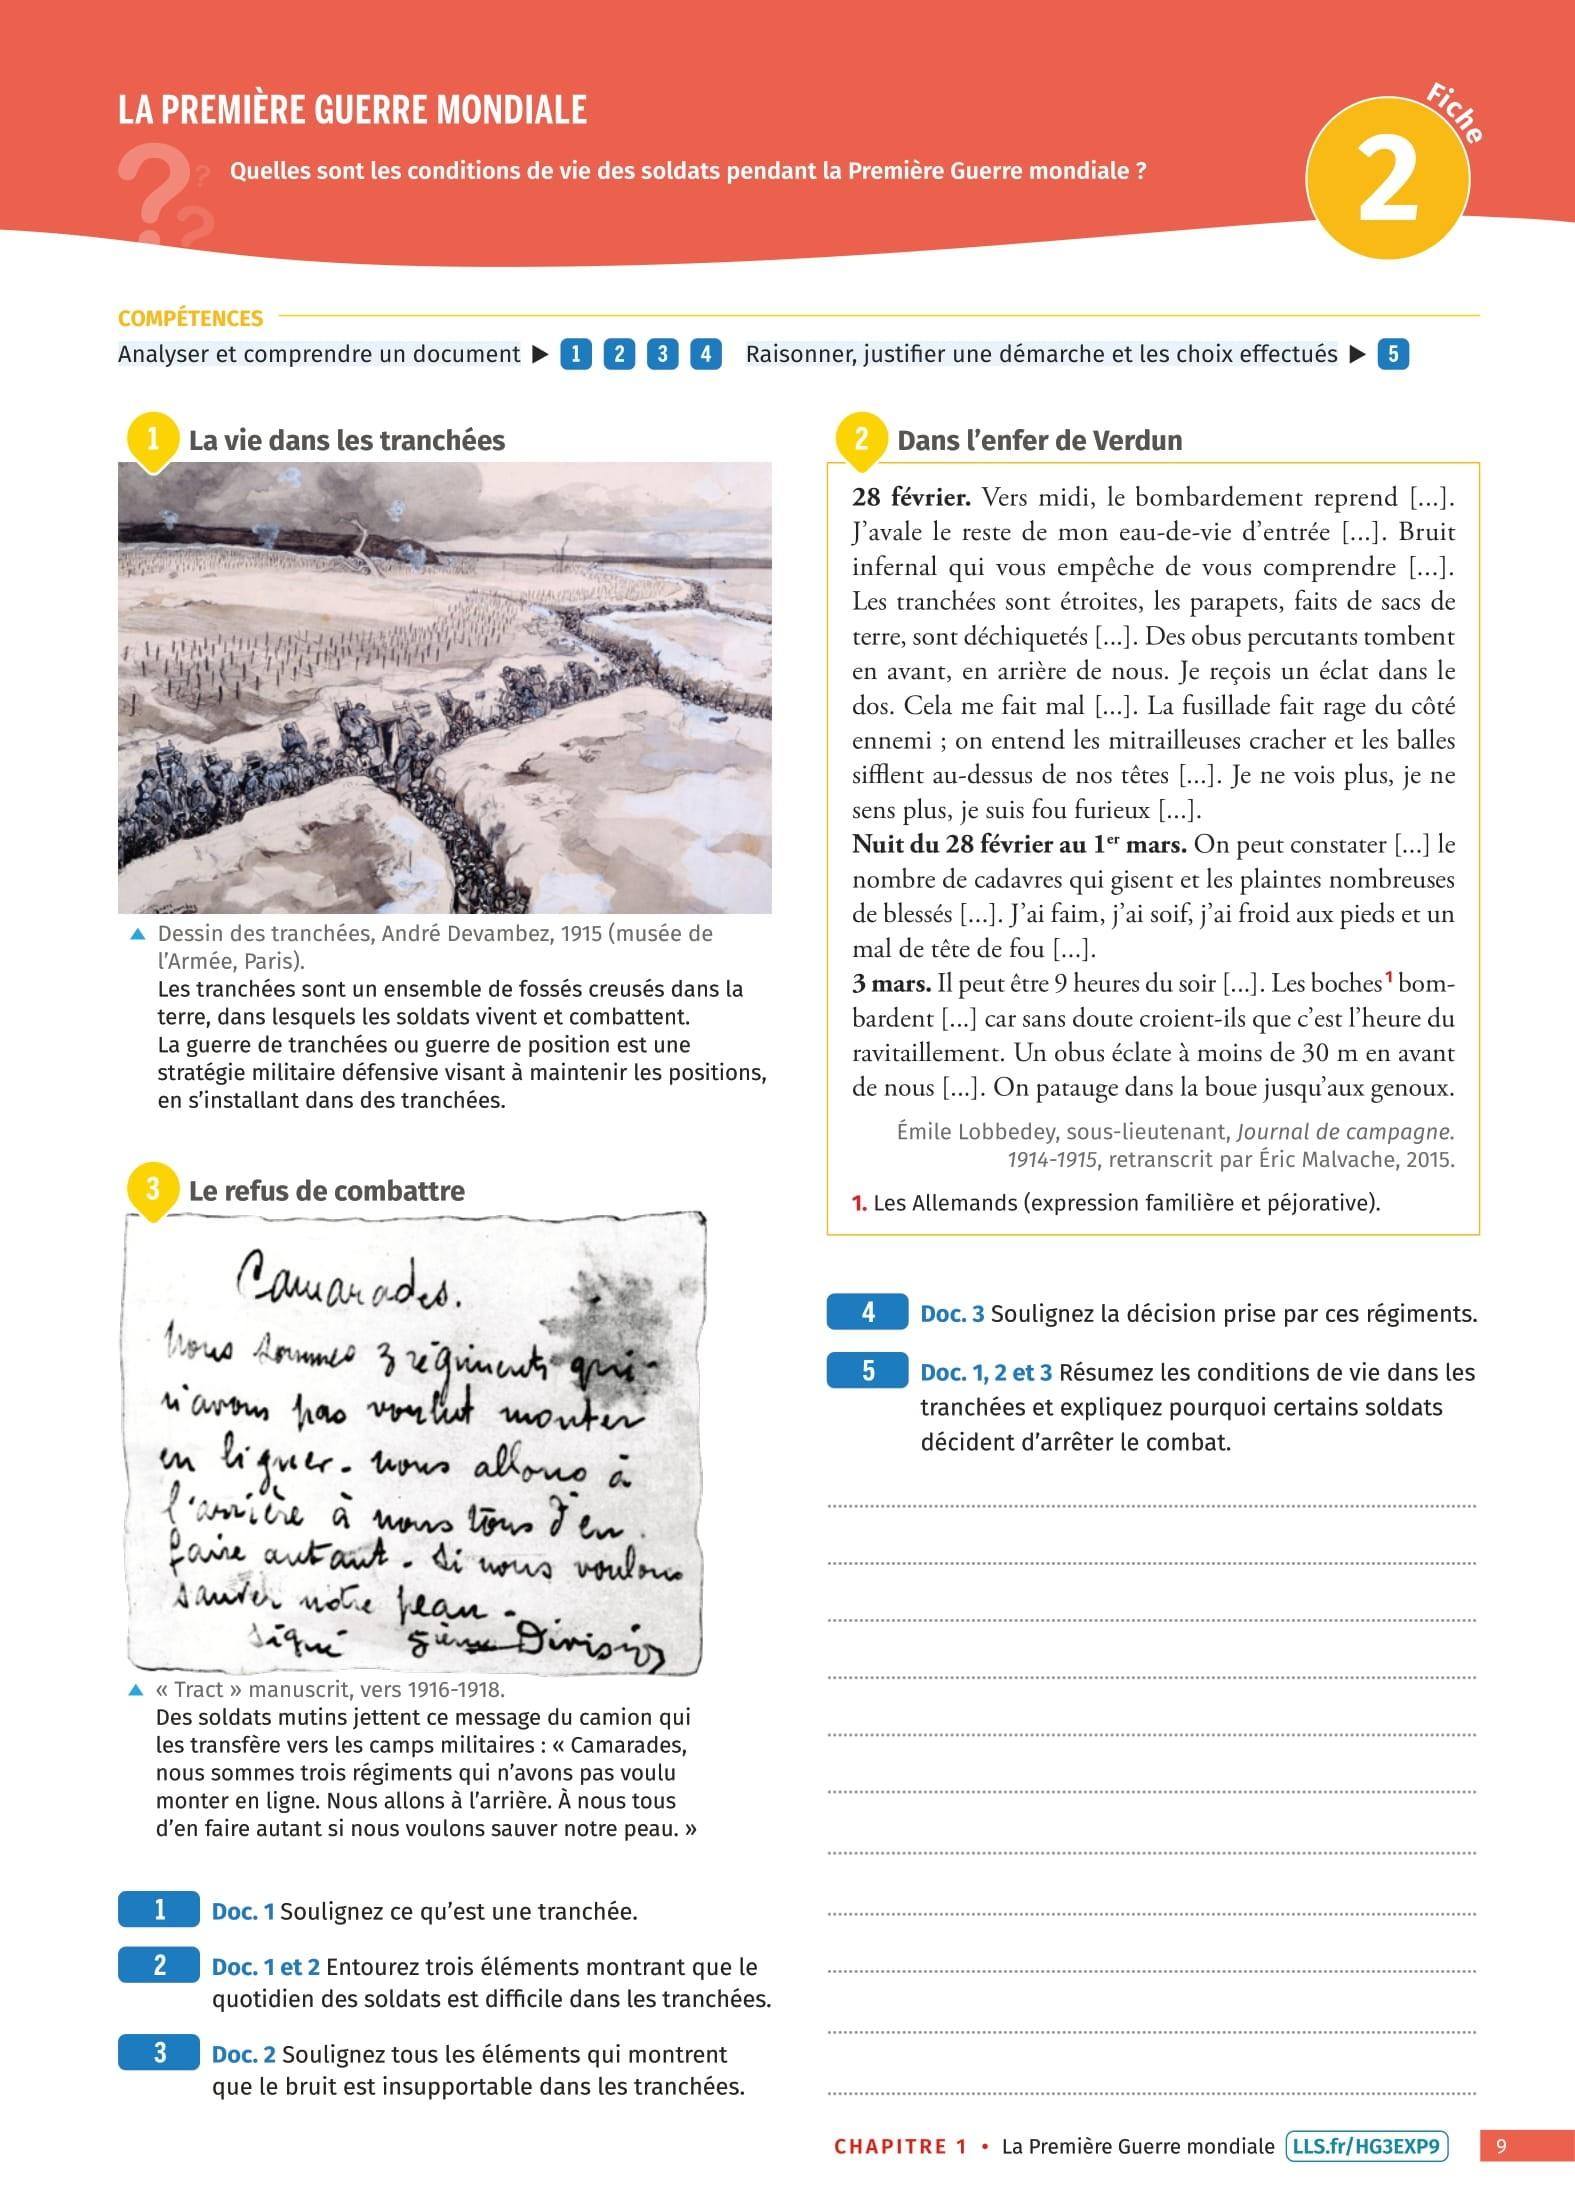 LA PREMIÈRE GUERRE MONDIALE
Quelles sont les conditions de vie des soldats pendant la Première Guerre mondiale ?
Fiche
2
COMPÉTENCES
Analyser et comprendre un document ▶ 1 2 3 4 Raisonner, justifier une démarche et les choix effectués ▶ 5
1 La vie dans les tranchées
▲ Dessin des tranchées, André Devambez, 1915 (musée de
l’Armée, Paris).
Les tranchées sont un ensemble de fossés creusés dans la
terre, dans lesquels les soldats vivent et combattent.
La guerre de tranchées ou guerre de position est une
stratégie militaire défensive visant à maintenir les positions,
en s’installant dans des tranchées.
3 Le refus de combattre
Camarades.
Nous sommes 3 régiments qui
n'avons pas voulut monter
en ligner. nous allons à
l'arrière à nous tous d'en
faire autant. Si nous voulons
sauver notre peau.
Signé 5ième Division
▲ « Tract » manuscrit, vers 1916-1918.
Des soldats mutins jettent ce message du camion qui
les transfère vers les camps militaires : « Camarades,
nous sommes trois régiments qui n’avons pas voulu
monter en ligne. Nous allons à l’arrière. À nous tous
d’en faire autant si nous voulons sauver notre peau. »
1 Doc. 1 Soulignez ce qu’est une tranchée.
2 Doc. 1 et 2 Entourez trois éléments montrant que le
quotidien des soldats est difficile dans les tranchées.
3 Doc. 2 Soulignez tous les éléments qui montrent
que le bruit est insupportable dans les tranchées.
2 Dans l’enfer de Verdun
28 février. Vers midi, le bombardement reprend [...].
J’avale le reste de mon eau-de-vie d’entrée [...]. Bruit
infernal qui vous empêche de vous comprendre [...].
Les tranchées sont étroites, les parapets, faits de sacs de
terre, sont déchiquetés [...]. Des obus percutants tombent
en avant, en arrière de nous. Je reçois un éclat dans le
dos. Cela me fait mal [...]. La fusillade fait rage du côté
ennemi ; on entend les mitrailleuses cracher et les balles
sifflent au-dessus de nos têtes [...]. Je ne vois plus, je ne
sens plus, je suis fou furieux [...].
Nuit du 28 février au 1er mars. On peut constater [...] le
nombre de cadavres qui gisent et les plaintes nombreuses
de blessés [...]. J’ai faim, j’ai soif, j’ai froid aux pieds et un
mal de tête de fou [...].
3 mars. Il peut être 9 heures du soir [...]. Les boches1 bom-
bardent [...] car sans doute croient-ils que c’est l’heure du
ravitaillement. Un obus éclate à moins de 30 m en avant
de nous [...]. On patauge dans la boue jusqu’aux genoux.
Émile Lobbedey, sous-lieutenant, Journal de campagne.
1914-1915, retranscrit par Éric Malvache, 2015.
1. Les Allemands (expression familière et péjorative).
4 Doc. 3 Soulignez la décision prise par ces régiments.
5 Doc. 1, 2 et 3 Résumez les conditions de vie dans les
tranchées et expliquez pourquoi certains soldats
décident d’arrêter le combat.
CHAPITRE 1 • La Première Guerre mondiale LLS.fr/HG3EXP9 9